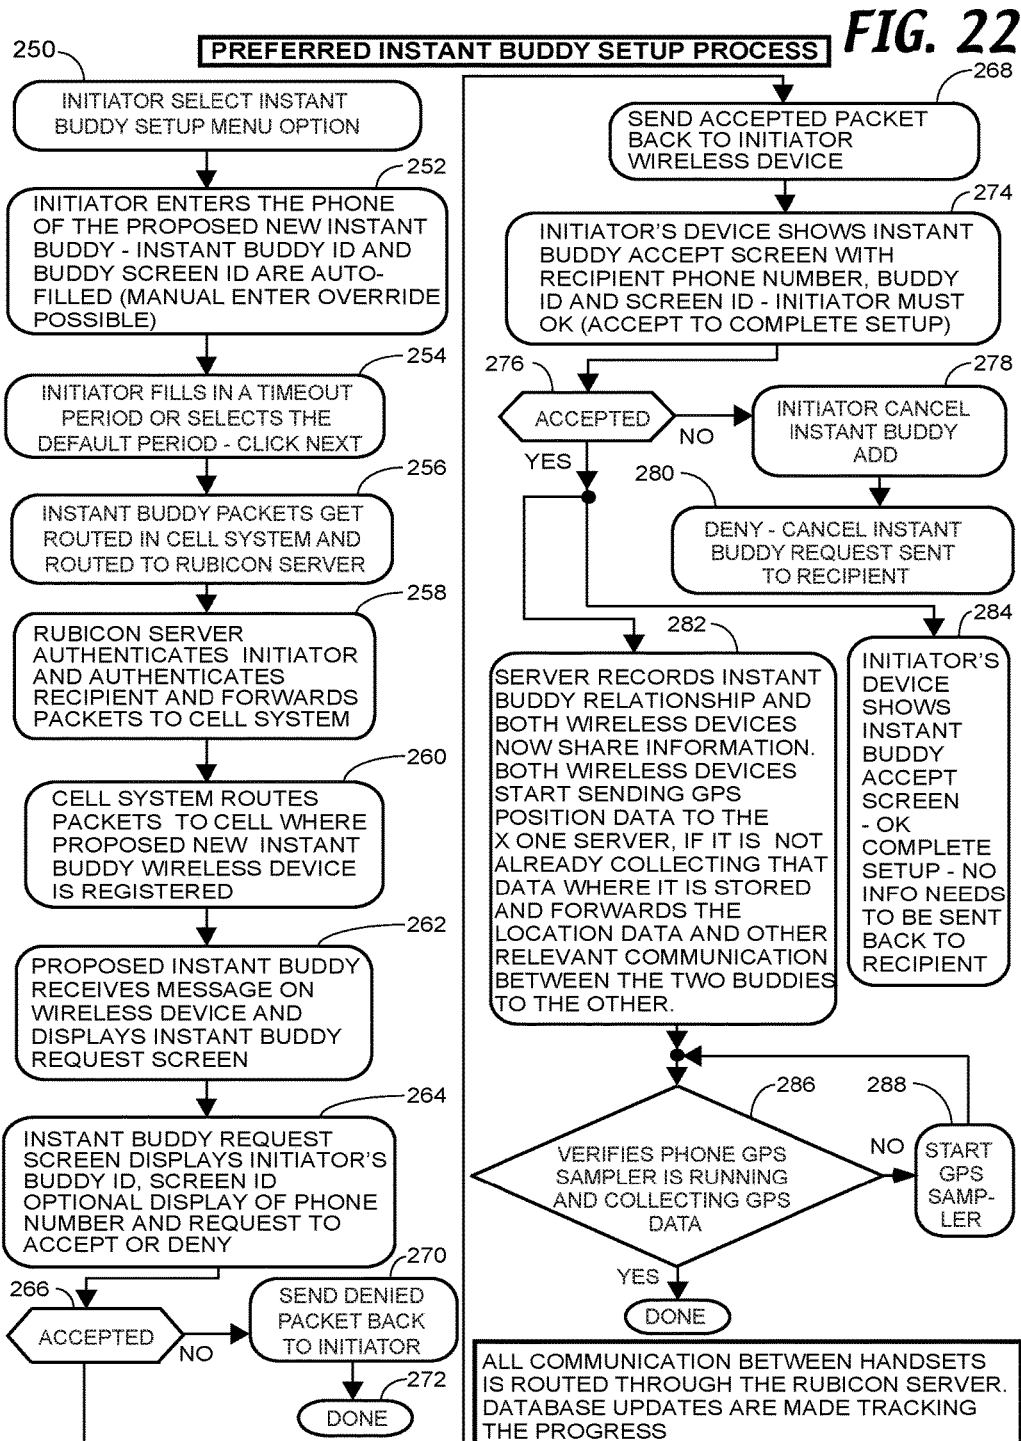 FIG. 22
PREFERRED INSTANT BUDDY SETUP PROCESS
250
INITIATOR SELECT INSTANT
BUDDY SETUP MENU OPTION
252
INITIATOR ENTERS THE PHONE
OF THE PROPOSED NEW INSTANT
BUDDY - INSTANT BUDDY ID AND
BUDDY SCREEN ID ARE AUTO-
FILLED (MANUAL ENTER OVERRIDE
POSSIBLE)
254
INITIATOR FILLS IN A TIMEOUT
PERIOD OR SELECTS THE
DEFAULT PERIOD - CLICK NEXT
256
INSTANT BUDDY PACKETS GET
ROUTED IN CELL SYSTEM AND
ROUTED TO RUBICON SERVER
258
RUBICON SERVER
AUTHENTICATES INITIATOR
AND AUTHENTICATES
RECIPIENT AND FORWARDS
PACKETS TO CELL SYSTEM
260
CELL SYSTEM ROUTES
PACKETS TO CELL WHERE
PROPOSED NEW INSTANT
BUDDY WIRELESS DEVICE
IS REGISTERED
262
PROPOSED INSTANT BUDDY
RECEIVES MESSAGE ON
WIRELESS DEVICE AND
DISPLAYS INSTANT BUDDY
REQUEST SCREEN
264
INSTANT BUDDY REQUEST
SCREEN DISPLAYS INITIATOR'S
BUDDY ID, SCREEN ID
OPTIONAL DISPLAY OF PHONE
NUMBER AND REQUEST TO
ACCEPT OR DENY
266
ACCEPTED
NO
270
SEND DENIED
PACKET BACK
TO INITIATOR
272
DONE
268
SEND ACCEPTED PACKET
BACK TO INITIATOR
WIRELESS DEVICE
274
INITIATOR'S DEVICE SHOWS INSTANT
BUDDY ACCEPT SCREEN WITH
RECIPIENT PHONE NUMBER, BUDDY
ID AND SCREEN ID - INITIATOR MUST
OK (ACCEPT TO COMPLETE SETUP)
276
ACCEPTED
NO
YES
278
INITIATOR CANCEL
INSTANT BUDDY
ADD
280
DENY - CANCEL INSTANT
BUDDY REQUEST SENT
TO RECIPIENT
282
SERVER RECORDS INSTANT
BUDDY RELATIONSHIP AND
BOTH WIRELESS DEVICES
NOW SHARE INFORMATION.
BOTH WIRELESS DEVICES
START SENDING GPS
POSITION DATA TO THE
X ONE SERVER, IF IT IS NOT
ALREADY COLLECTING THAT
DATA WHERE IT IS STORED
AND FORWARDS THE
LOCATION DATA AND OTHER
RELEVANT COMMUNICATION
BETWEEN THE TWO BUDDIES
TO THE OTHER.
284
INITIATOR'S
DEVICE
SHOWS
INSTANT
BUDDY
ACCEPT
SCREEN
- OK
COMPLETE
SETUP - NO
INFO NEEDS
TO BE SENT
BACK TO
RECIPIENT
286
VERIFIES PHONE GPS
SAMPLER IS RUNNING
AND COLLECTING GPS
DATA
NO
288
START
GPS
SAMP-
LER
YES
DONE
ALL COMMUNICATION BETWEEN HANDSETS
IS ROUTED THROUGH THE RUBICON SERVER.
DATABASE UPDATES ARE MADE TRACKING
THE PROGRESS